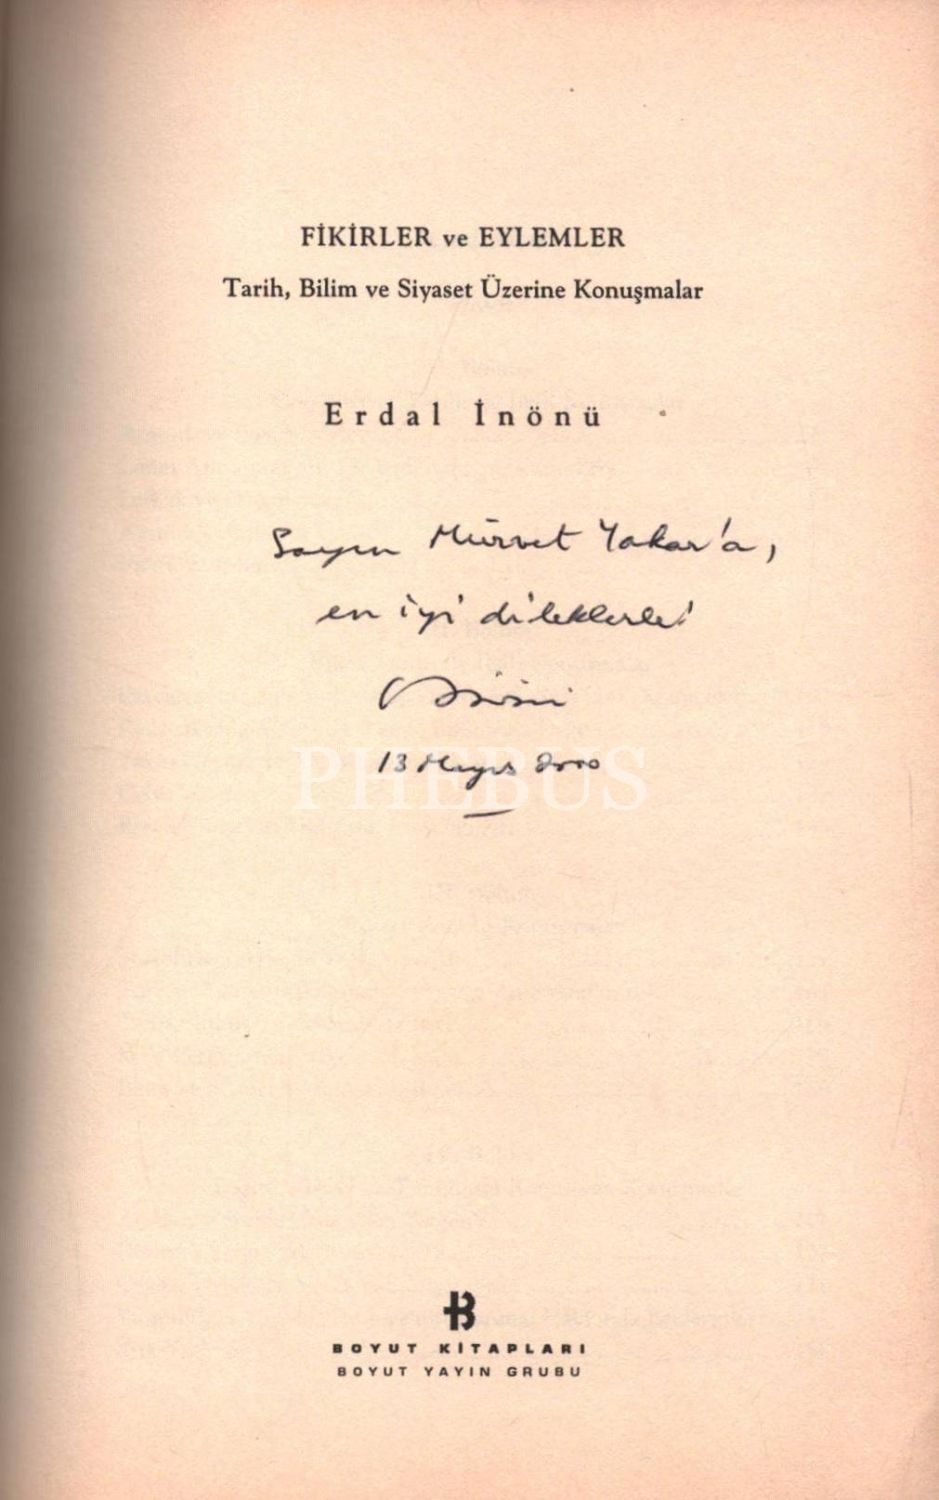 FİKİRLER ve EYLEMLER
Tarih, Bilim ve Siyaset Üzerine Konuşmalar
Erdal İnönü
Sayın Mürvet Yakar'a,
en iyi dileklerle!
13 Mayıs 2000
PHEBUS
BOYUT KİTAPLARI
BOYUT YAYIN GRUBU